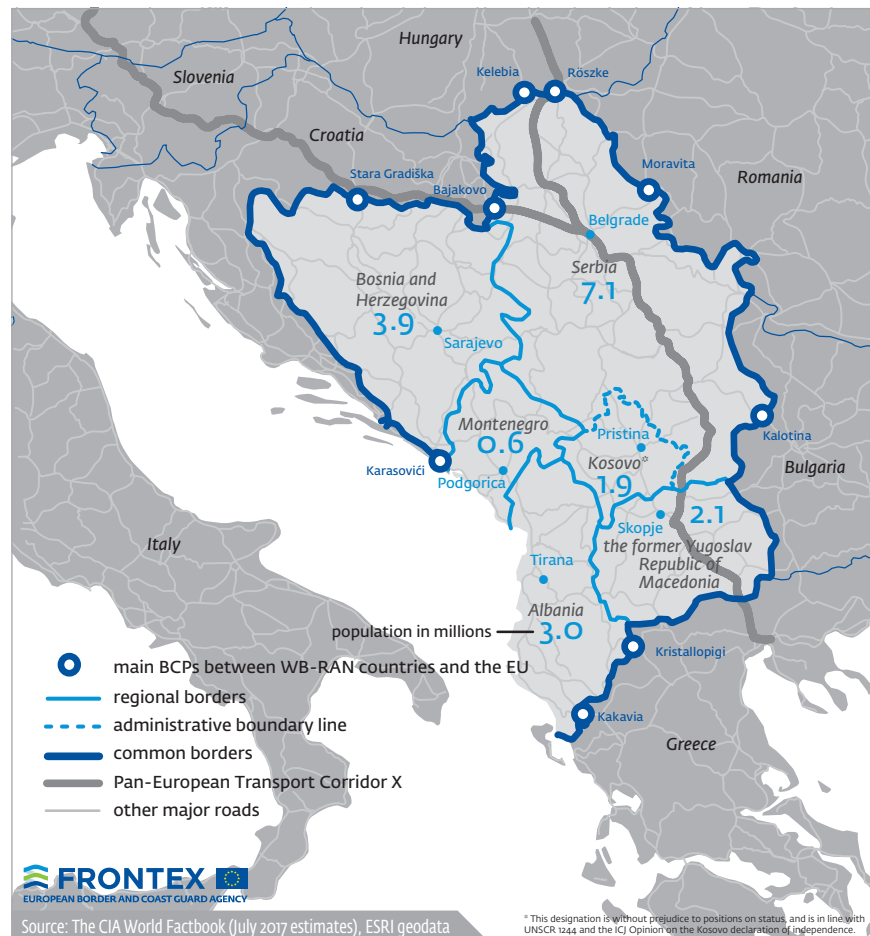 Hungary
Slovenia
Kelebia
Röszke
Croatia
Moravita
Stara Gradiška
Romania
Bajakovo
Belgrade
Serbia
7.1
Bosnia and
Herzegovina
3.9
Sarajevo
Montenegro
0.6
Pristina
Kalotina
Kosovo*
1.9
Karasovići
Podgorica
Bulgaria
2.1
Skopje
the former Yugoslav
Republic of
Macedonia
Italy
Tirana
Albania
population in millions
3.0
Kristallopigi
main BCPs between WB-RAN countries and the EU
regional borders
Kakavia
administrative boundary line
Greece
common borders
Pan-European Transport Corridor X
other major roads
FRONTEX
EUROPEAN BORDER AND COAST GUARD AGENCY
Source: The CIA World Factbook (July 2017 estimates), ESRI geodata
* This designation is without prejudice to positions on status, and is in line with
UNSCR 1244 and the ICJ Opinion on the Kosovo declaration of independence.